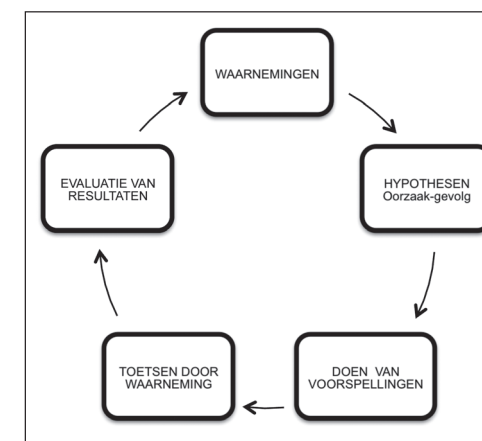 WAARNEMINGEN
HYPOTHESEN
Oorzaak-gevolg
DOEN VAN
VOORSPELLINGEN
TOETSEN DOOR
WAARNEMING
EVALUATIE VAN
RESULTATEN